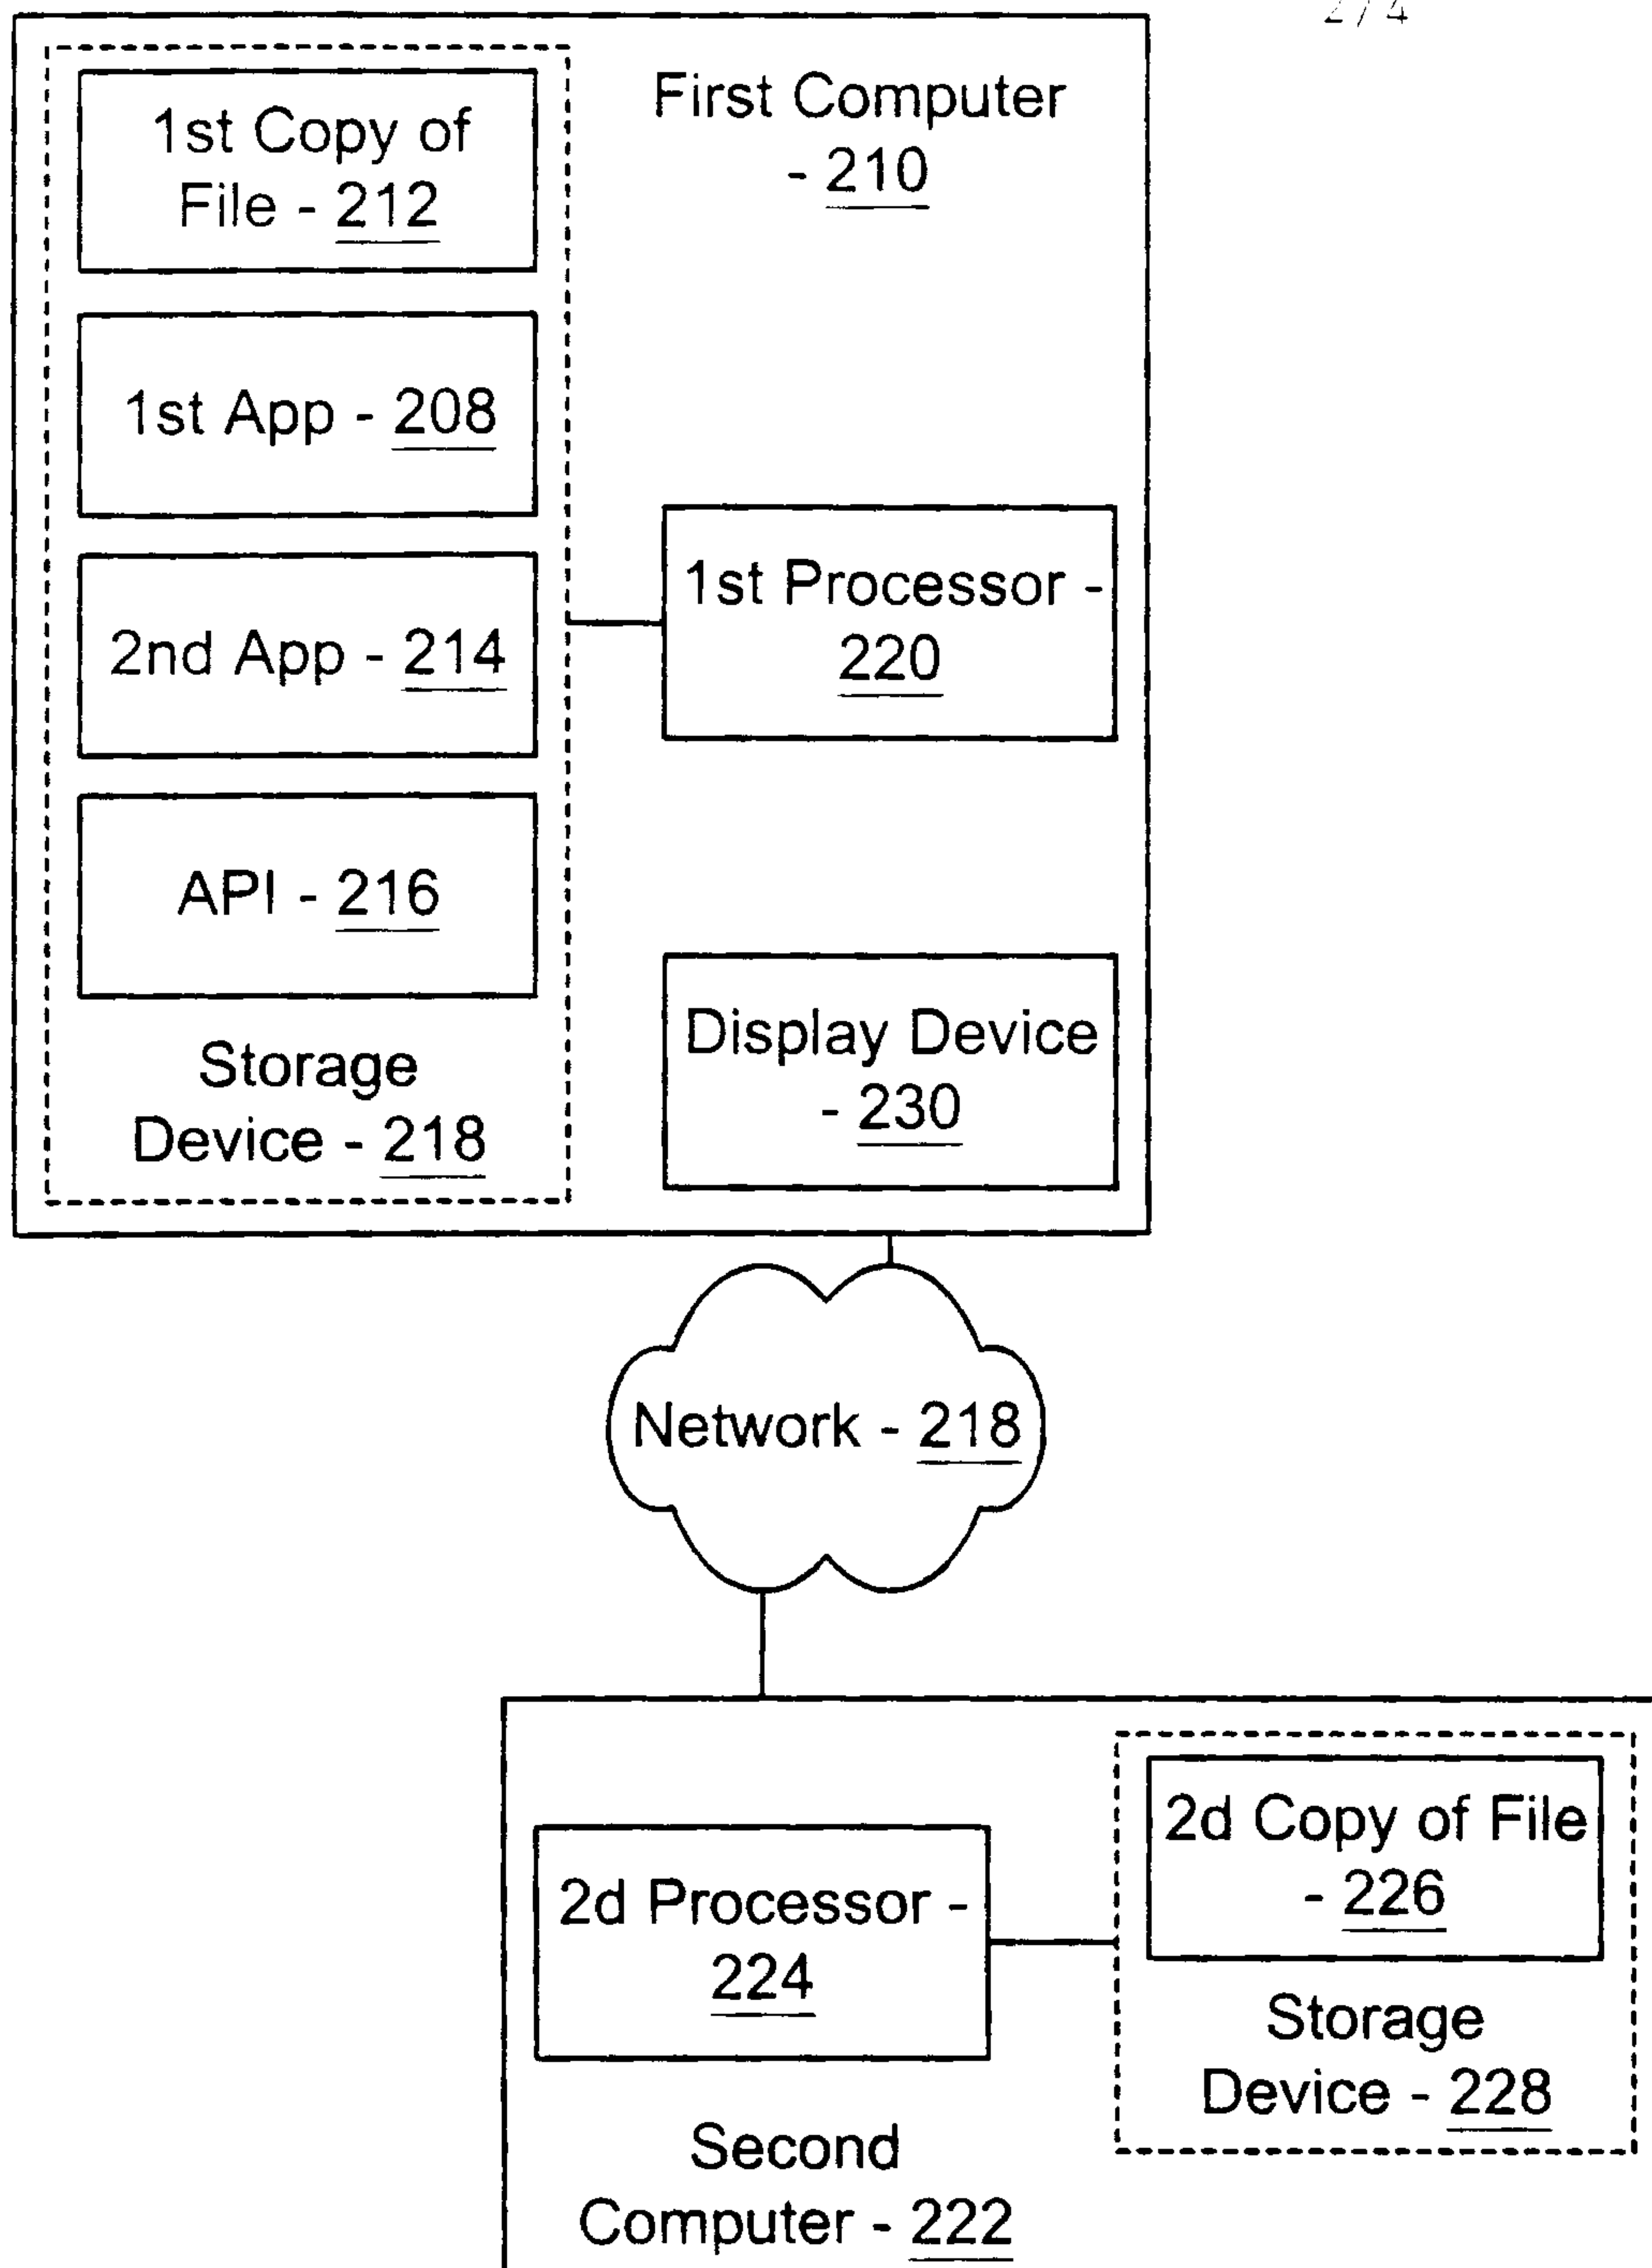 2/4
First Computer
- 210
1st Copy of
File - 212
1st App - 208
2nd App - 214
API - 216
Storage
Device - 218
1st Processor -
220
Display Device
- 230
Network - 218
2d Processor -
224
2d Copy of File
- 226
Storage
Device - 228
Second
Computer - 222